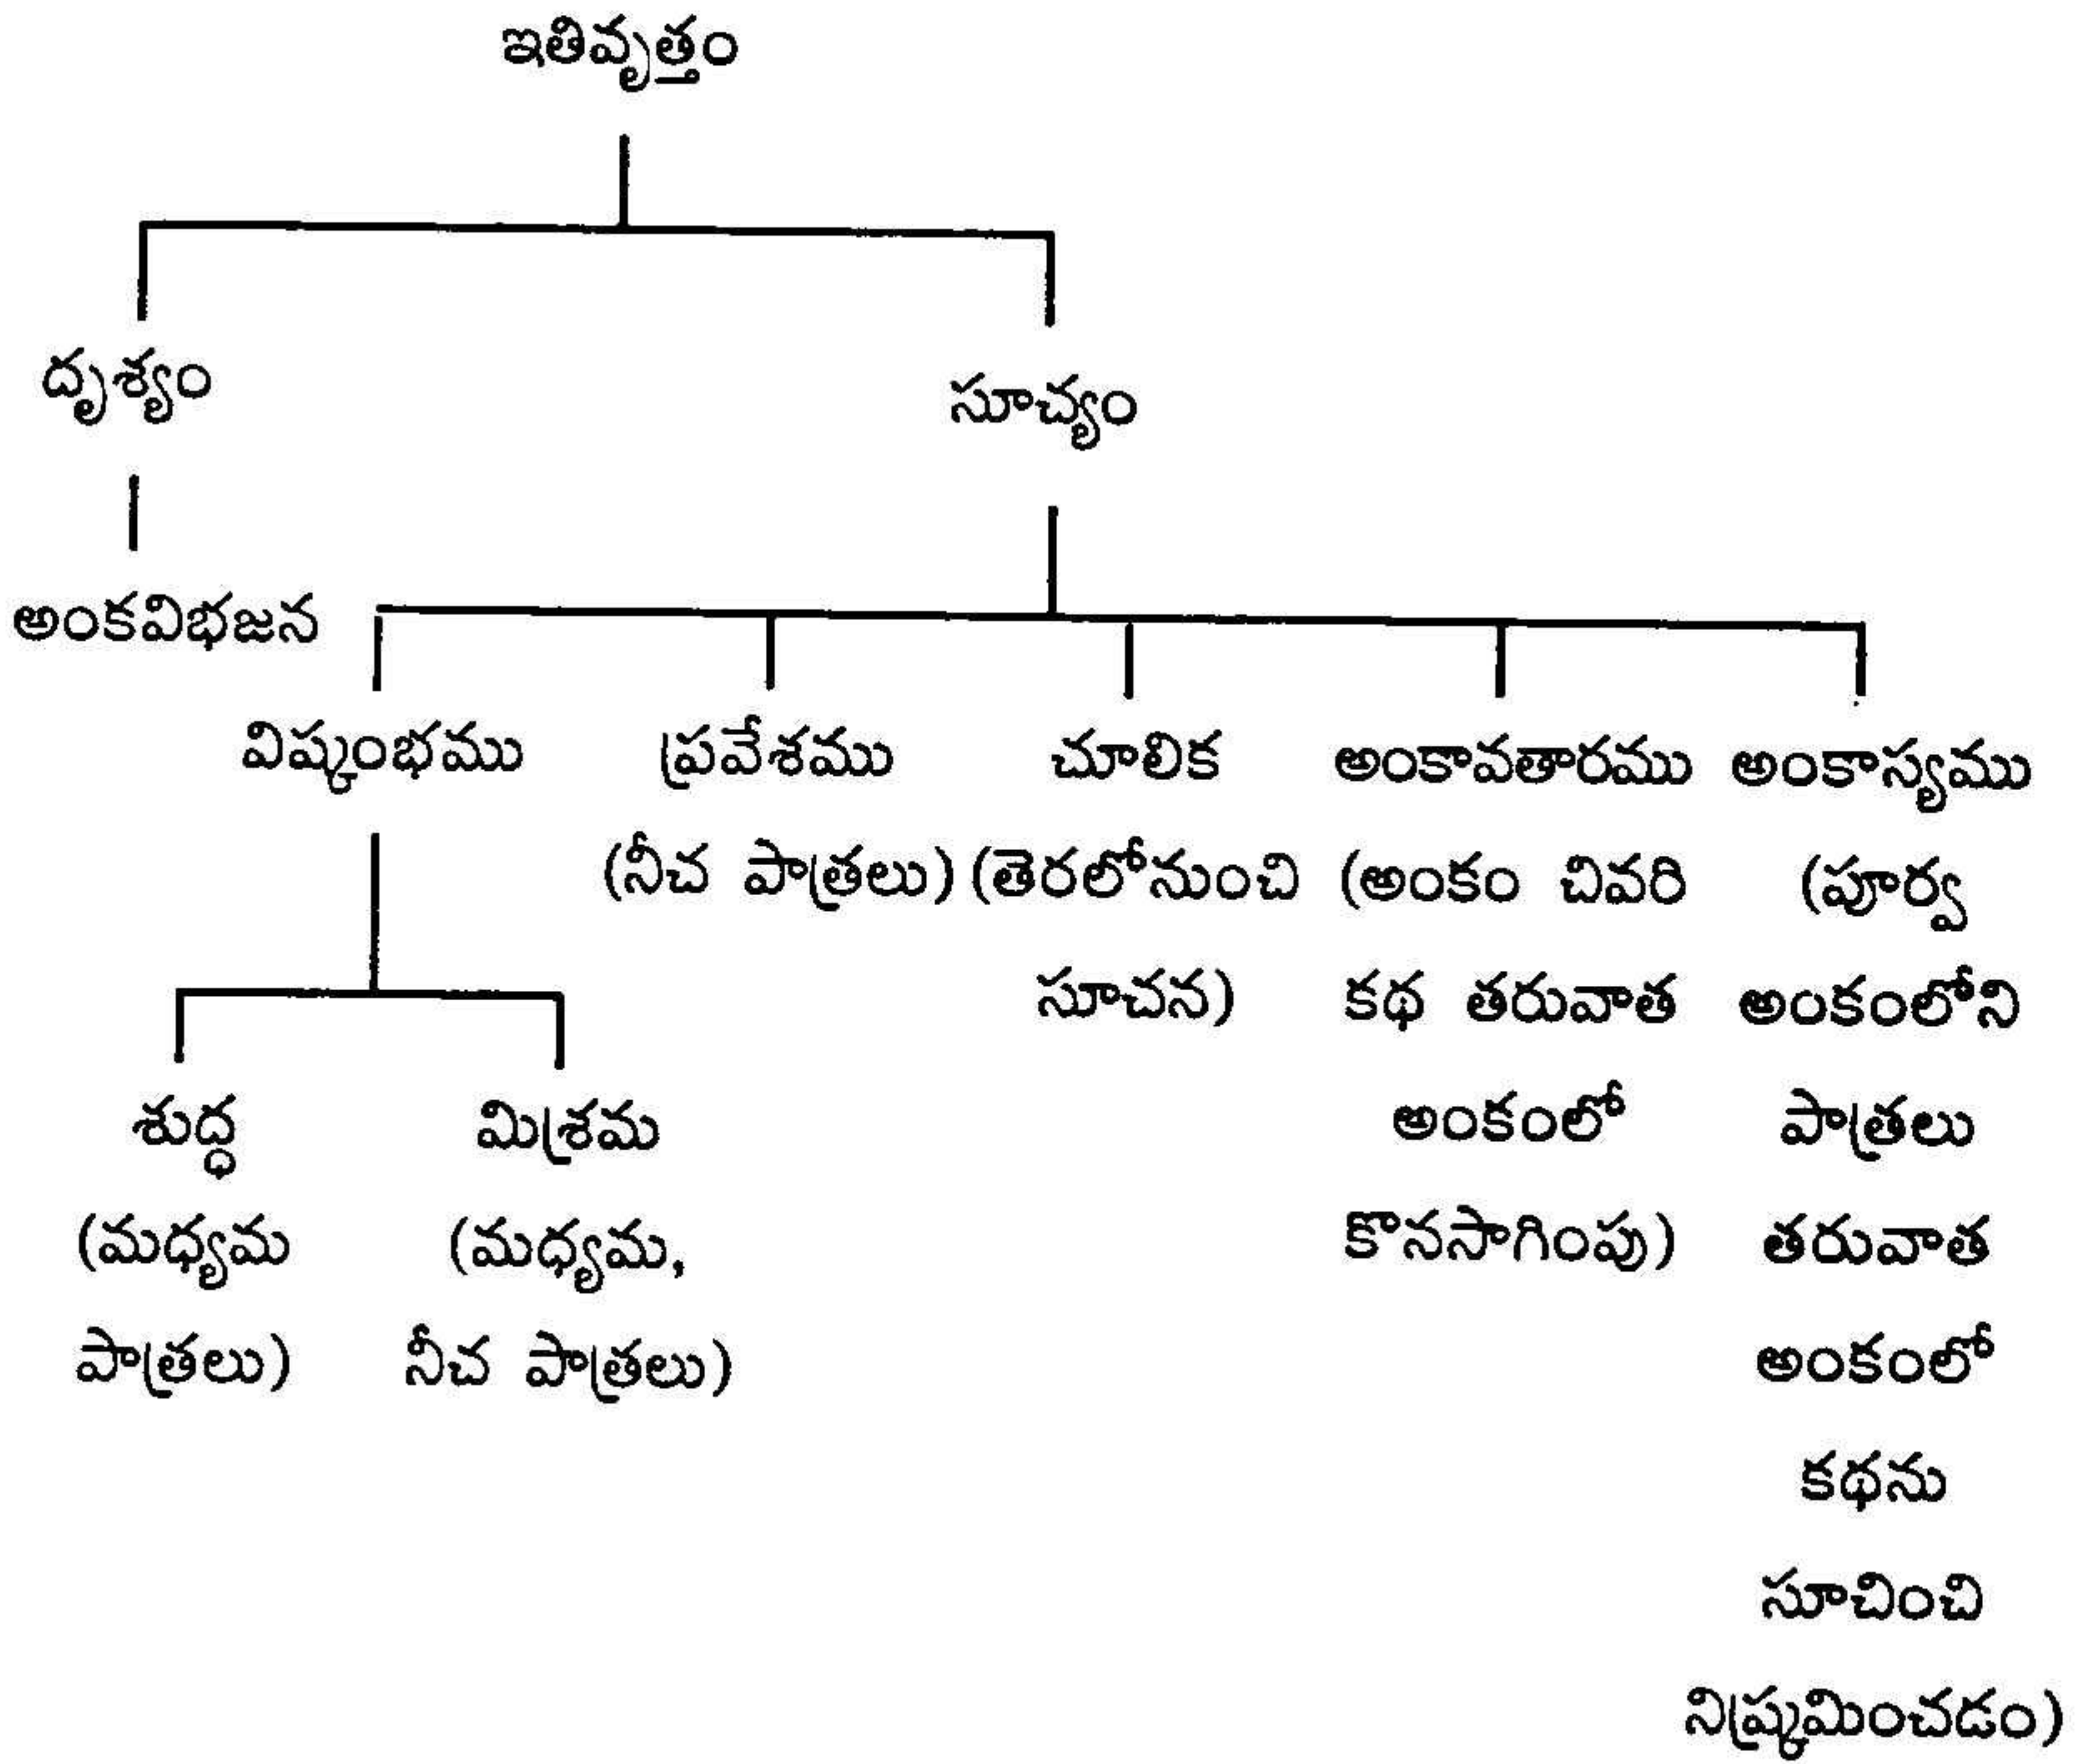 ఇతివృత్తం
దృశ్యం సూచ్యం
అంకవిభజన
విష్కంభము ప్రవేశము చూలిక అంకావతారము అంకాస్యము
(నీచ పాత్రలు) (తెరలోనుంచి (అంకం చివరి (పూర్వ
సూచన) కథ తరువాత అంకంలోని
శుద్ధ మిశ్రమ అంకంలో పాత్రలు
(మధ్యమ (మధ్యమ, కొనసాగింపు) తరువాత
పాత్రలు) నీచ పాత్రలు) అంకంలో
కథను
సూచించి
నిష్క్రమించడం)